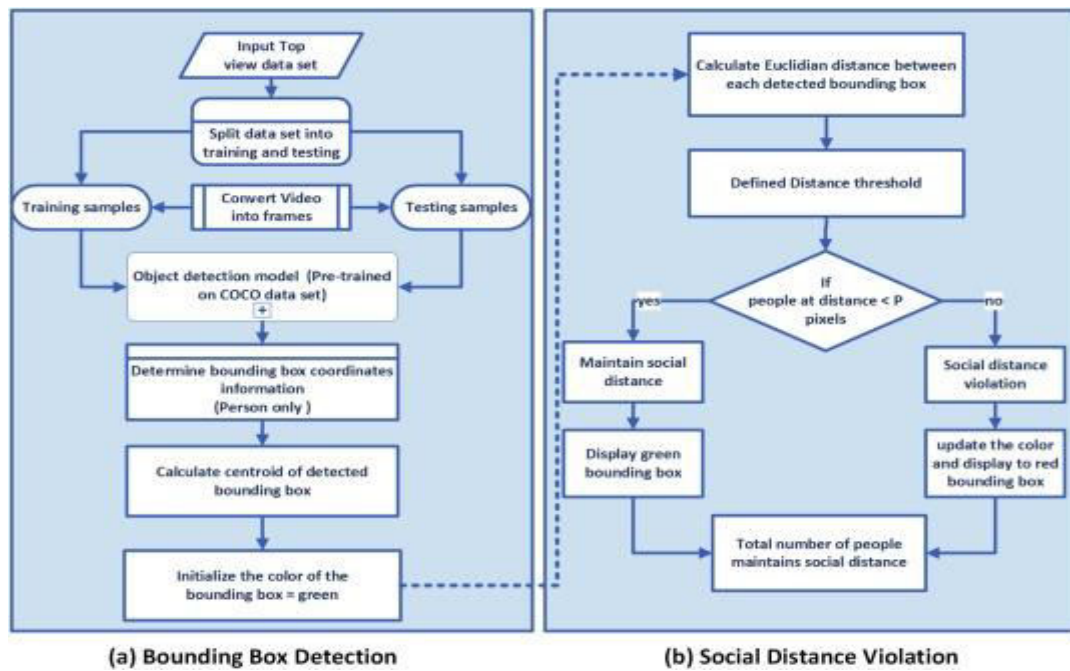 Input Top
view data set
Split data set into
training and testing
Training samples
Convert Video
into frames
Testing samples
Object detection model (Pre-trained
on COCO data set)
+
Determine bounding box coordinates
information
(Person only )
Calculate centroid of detected
bounding box
Initialize the color of the
bounding box = green
(a) Bounding Box Detection
Calculate Euclidian distance between
each detected bounding box
Defined Distance threshold
If
people at distance < P
pixels
yes
no
Maintain social
distance
Social distance
violation
Display green
bounding box
update the color
and display to red
bounding box
Total number of people
maintains social distance
(b) Social Distance Violation